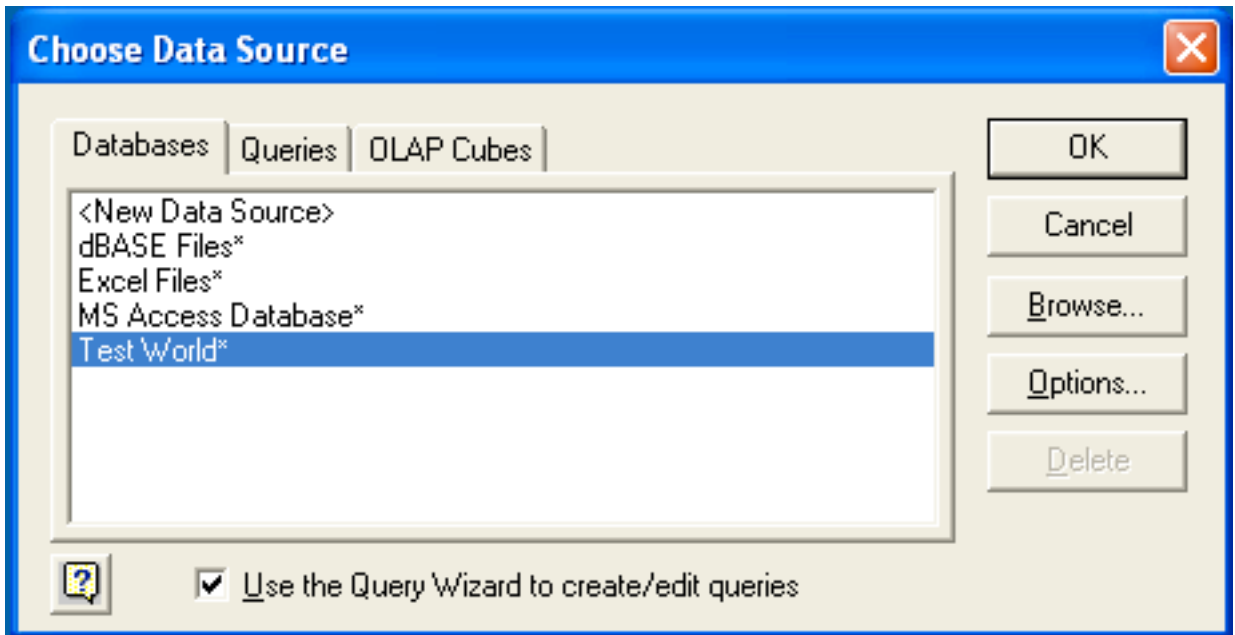 Choose Data Source
Databases Queries OLAP Cubes
<New Data Source>
dBASE Files*
Excel Files*
MS Access Database*
Test World*
OK
Cancel
Browse...
Options...
Delete
? 
Use the Query Wizard to create/edit queries